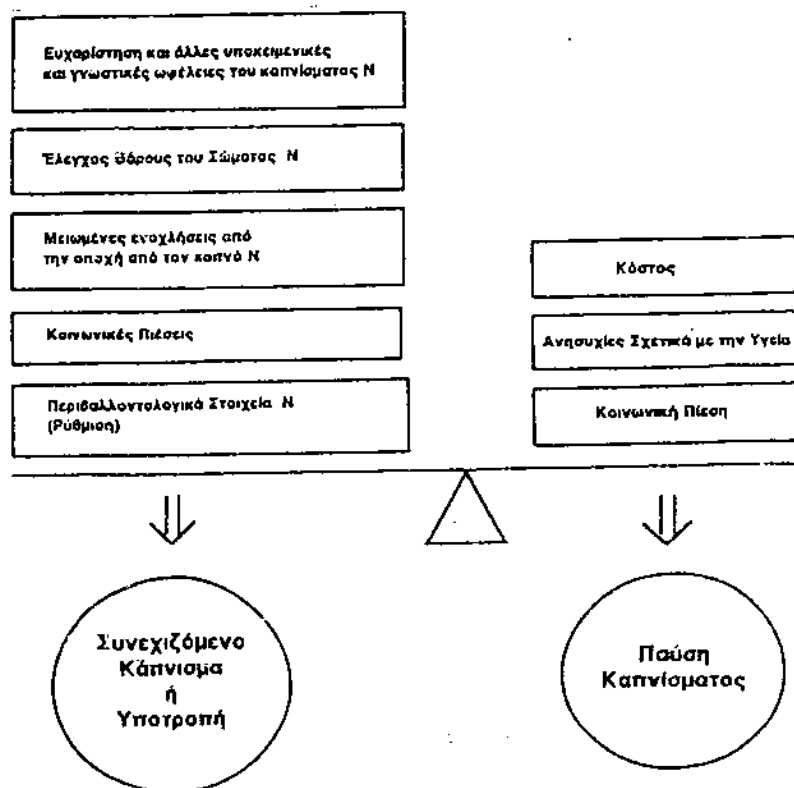 Ευχαρίστηση και άλλες υποκειμενικές
και γνωστικές ωφέλειες του καπνίσματος Ν
Έλεγχος Βάρους του Σώματος Ν
Μειωμένες ενοχλήσεις από
την αποχή από τον καπνό Ν
Κοινωνικές Πιέσεις
Περιβαλλοντολογικά Στοιχεία Ν
(Ρύθμιση)
Κόστος
Ανησυχίες Σχετικά με την Υγεία
Κοινωνική Πίεση
Συνεχιζόμενο
Κάπνισμα
ή
Υποτροπή
Παύση
Καπνίσματος